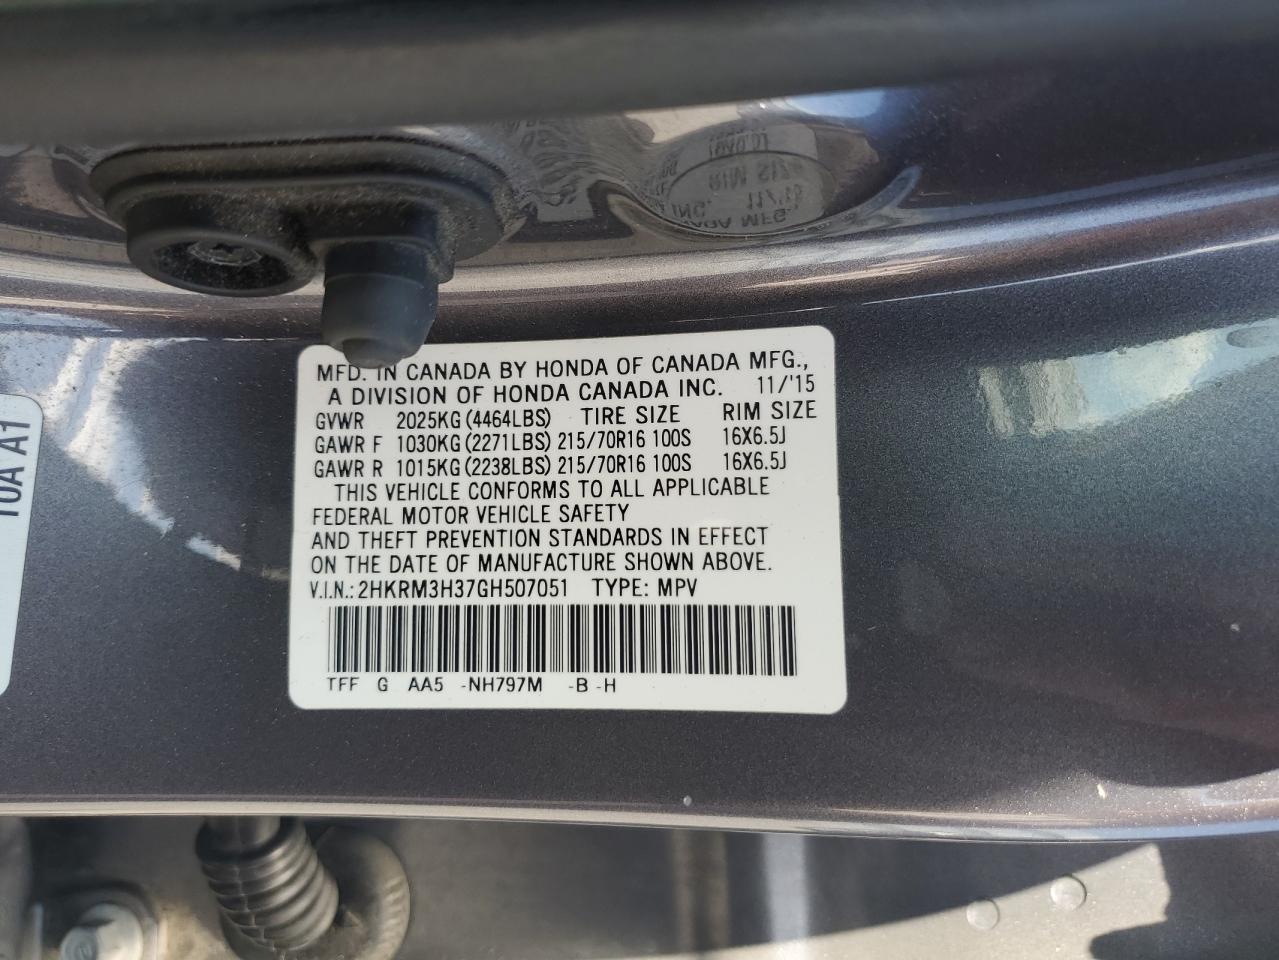 MFD. IN CANADA BY HONDA OF CANADA MFG.,
A DIVISION OF HONDA CANADA INC. 11/'15
GVWR 2025KG(4464LBS) TIRE SIZE RIM SIZE
GAWR F 1030KG(2271LBS) 215/70R16 100S 16X6.5J
GAWR R 1015KG(2238LBS) 215/70R16 100S 16X6.5J
THIS VEHICLE CONFORMS TO ALL APPLICABLE
FEDERAL MOTOR VEHICLE SAFETY
AND THEFT PREVENTION STANDARDS IN EFFECT
ON THE DATE OF MANUFACTURE SHOWN ABOVE.
V.I.N.: 2HKRM3H37GH507051 TYPE: MPV
TFF G AA5 -NH797M -B -H
A1